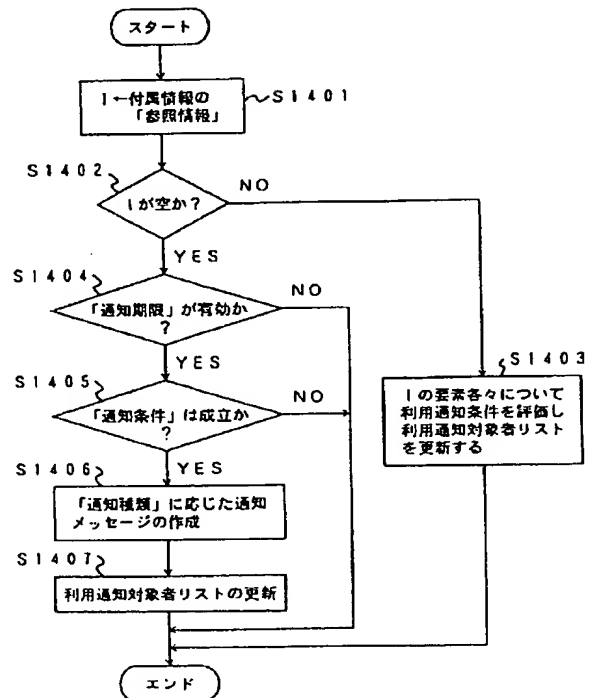 スタート
I←付属情報の
「参照情報」
S1401
S1402
Iが空か？
NO
YES
S1404
「通知期限」が有効か
？
NO
YES
S1405
「通知条件」は成立か
？
NO
YES
S1403
Iの要素各々について
利用通知条件を評価し
利用通知対象者リスト
を更新する
S1406
「通知種類」に応じた通知
メッセージの作成
S1407
利用通知対象者リストの更新
エンド